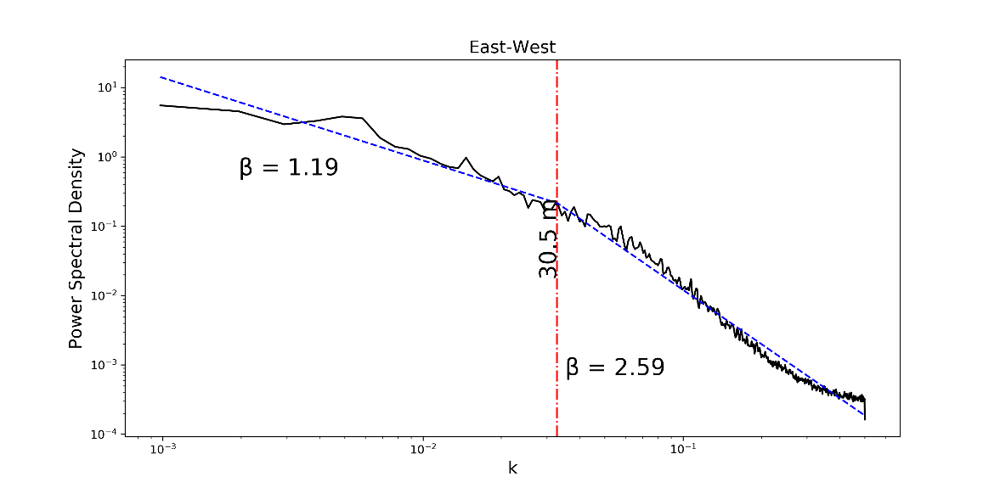 East-West
Power Spectral Density
10¹
10⁰
10⁻¹
10⁻²
10⁻³
10⁻⁴
β = 1.19
30.5 m
β = 2.59
10⁻³
10⁻²
10⁻¹
k